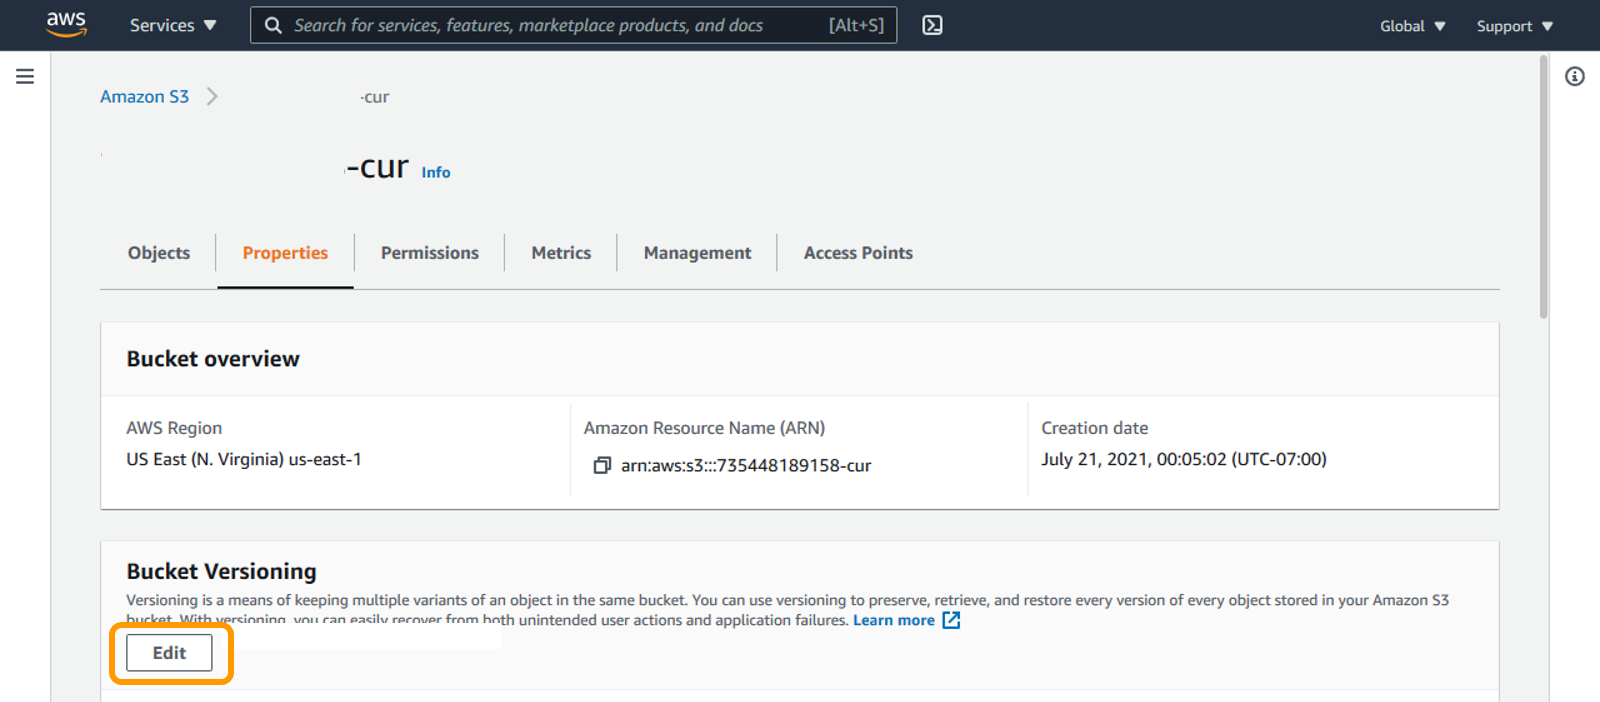 aws Services Search for services, features, marketplace products, and docs [Alt+S] Global Support
Amazon S3 -cur
-cur Info
Objects Properties Permissions Metrics Management Access Points
Bucket overview
AWS Region Amazon Resource Name (ARN) Creation date
US East (N. Virginia) us-east-1 arn:aws:s3:::735448189158-cur July 21, 2021, 00:05:02 (UTC-07:00)
Bucket Versioning
Versioning is a means of keeping multiple variants of an object in the same bucket. You can use versioning to preserve, retrieve, and restore every version of every object stored in your Amazon S3
bucket. With versioning, you can easily recover from both unintended user actions and application failures. Learn more
Edit